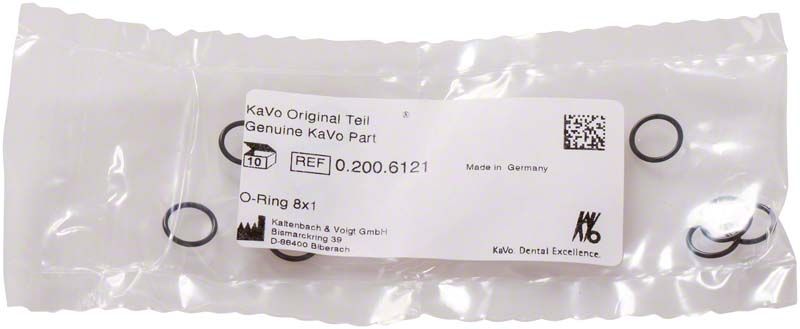 KaVo Original Teil ®
Genuine KaVo Part
10
REF 0.200.6121
Made in Germany
O-Ring 8x1
Kaltenbach & Voigt GmbH
Bismarckring 39
D-88400 Biberach
KaVo
KaVo. Dental Excellence.